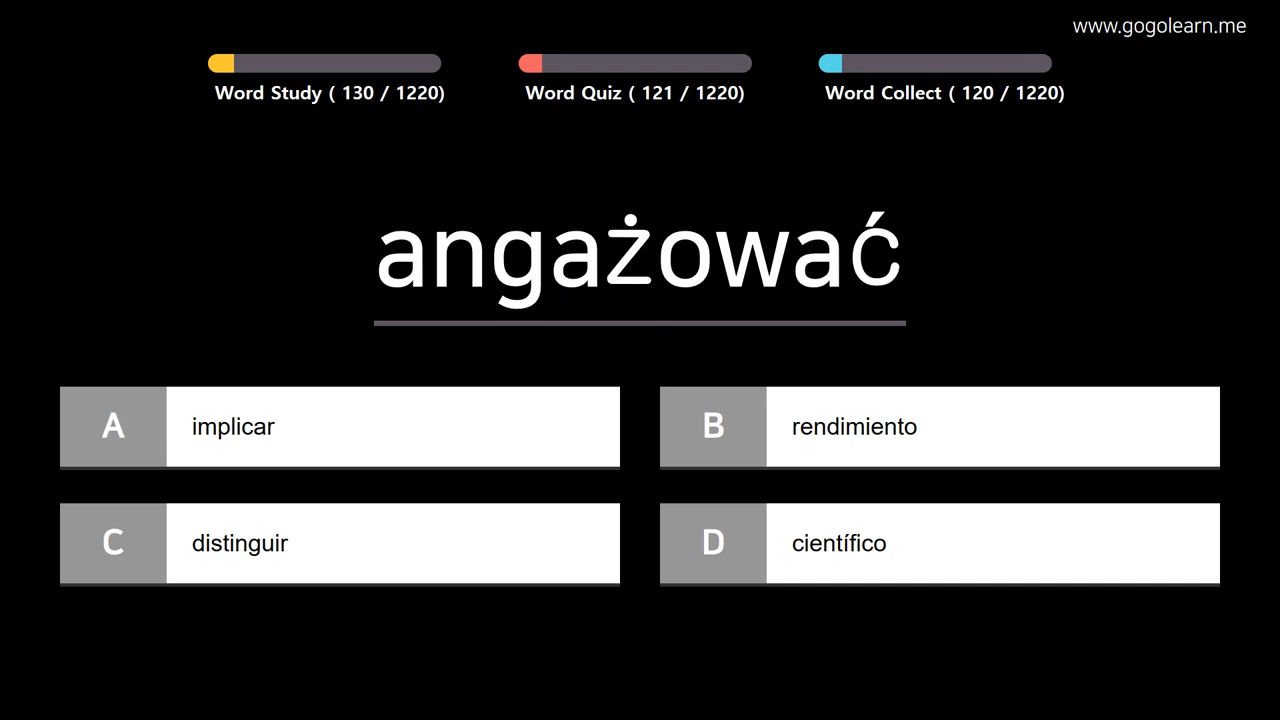 www.gogolearn.me
Word Study ( 130 / 1220)
Word Quiz ( 121 / 1220)
Word Collect ( 120 / 1220)
angażować
A
implicar
B
rendimiento
C
distinguir
D
científico